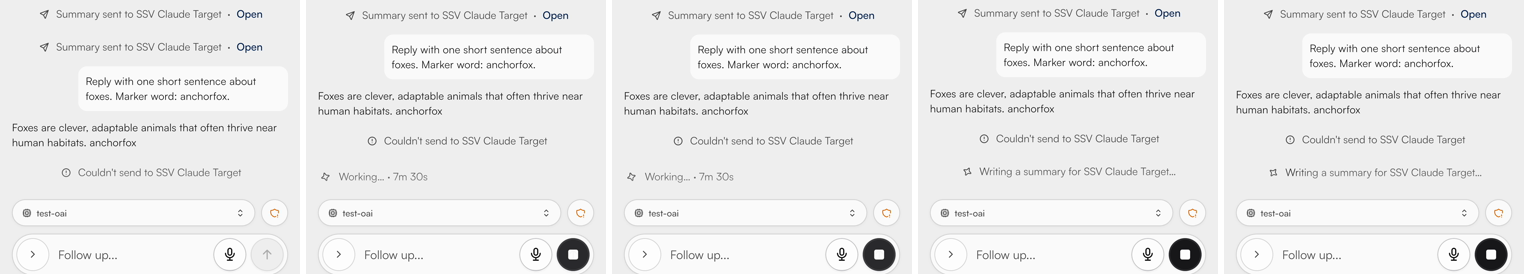 Summary sent to SSV Claude Target · Open
Summary sent to SSV Claude Target · Open
Reply with one short sentence about
foxes. Marker word: anchorfox.
Foxes are clever, adaptable animals that often thrive near
human habitats. anchorfox
Couldn't send to SSV Claude Target
test-oai
Follow up...
Summary sent to SSV Claude Target · Open
Reply with one short sentence about
foxes. Marker word: anchorfox.
Foxes are clever, adaptable animals that often thrive near
human habitats. anchorfox
Couldn't send to SSV Claude Target
Working... · 7m 30s
test-oai
Follow up...
Summary sent to SSV Claude Target · Open
Reply with one short sentence about
foxes. Marker word: anchorfox.
Foxes are clever, adaptable animals that often thrive near
human habitats. anchorfox
Couldn't send to SSV Claude Target
Working... · 7m 30s
test-oai
Follow up...
Summary sent to SSV Claude Target · Open
Reply with one short sentence about
foxes. Marker word: anchorfox.
Foxes are clever, adaptable animals that often thrive near
human habitats. anchorfox
Couldn't send to SSV Claude Target
Writing a summary for SSV Claude Target...
test-oai
Follow up...
Summary sent to SSV Claude Target · Open
Reply with one short sentence about
foxes. Marker word: anchorfox.
Foxes are clever, adaptable animals that often thrive near
human habitats. anchorfox
Couldn't send to SSV Claude Target
Writing a summary for SSV Claude Target...
test-oai
Follow up...